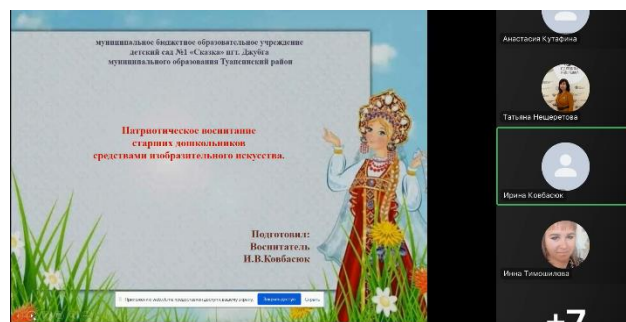 муниципальное бюджетное образовательное учреждение
детский сад №1 «Сказка» пгт. Джубга
муниципального образования Туапсинский район
Патриотическое воспитание
старших дошкольников
средствами изобразительного искусства.
Подготовил:
Воспитатель
И.В.Ковбасюк
Анастасия Кутафина
Татьяна Нещеретова
Ирина Ковбасюк
Инна Тимошилова
+7